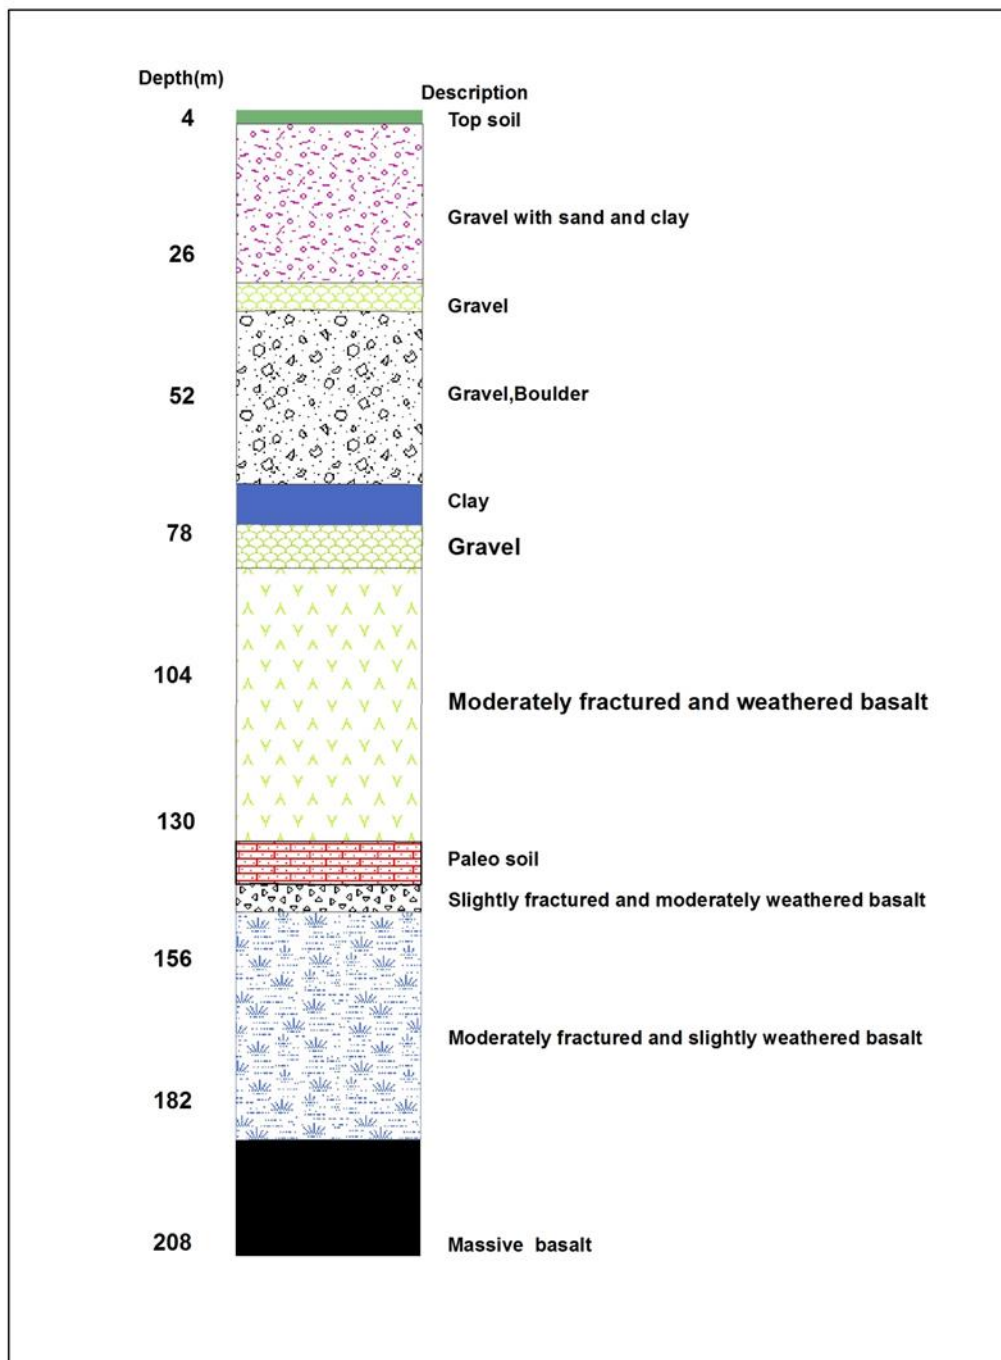 Depth(m)
Description
4
Top soil
Gravel with sand and clay
26
Gravel
52
Gravel,Boulder
Clay
78
Gravel
104
Moderately fractured and weathered basalt
130
Paleo soil
Slightly fractured and moderately weathered basalt
156
Moderately fractured and slightly weathered basalt
182
208
Massive basalt